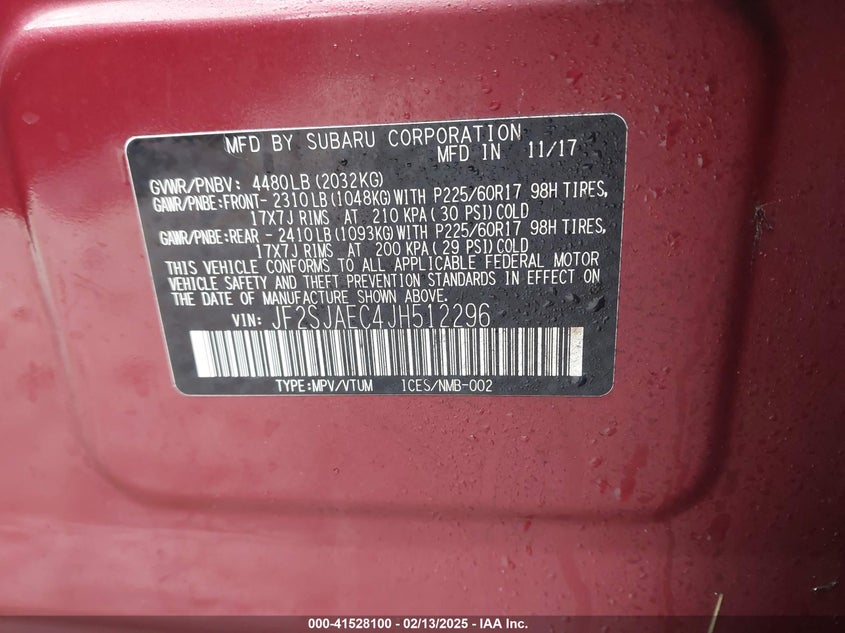 MFD BY SUBARU CORPORATION
MFD IN 11/17
GVWR/PNBV: 4480LB(2032KG)
GAWR/PNBE:FRONT- 2310LB(1048KG)WITH P225/60R17 98H TIRES,
17X7J RIMS AT 210 KPA( 30 PSI)COLD
GAWR/PNBE:REAR - 2410LB(1093KG)WITH P225/60R17 98H TIRES,
17X7J RIMS AT 200 KPA( 29 PSI)COLD
THIS VEHICLE CONFORMS TO ALL APPLICABLE FEDERAL MOTOR
VEHICLE SAFETY AND THEFT PREVENTION STANDARDS IN EFFECT ON
THE DATE OF MANUFACTURE SHOWN ABOVE.
VIN: JF2SJAEC4JH512296
TYPE:MPV/VTUM ICES/NMB-002
000-41528100 - 02/13/2025 - IAA Inc.